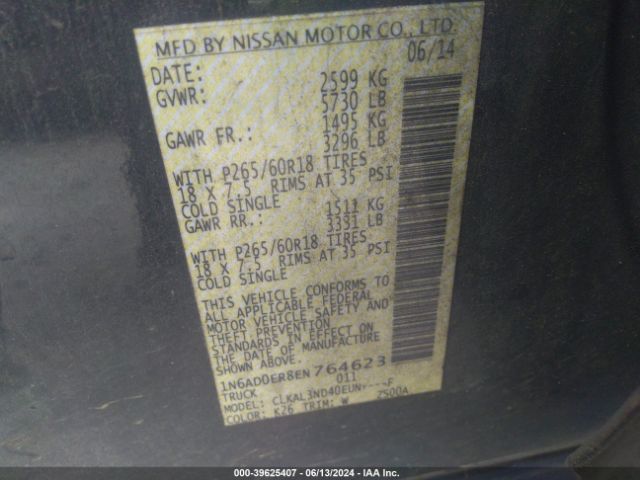 MFD BY NISSAN MOTOR CO., LTD.
DATE: 06/14
GVWR: 2599 KG
5730 LB
GAWR FR.: 1495 KG
3296 LB
WITH P265/60R18 TIRES
18 X 7.5 RIMS AT 35 PSI
COLD SINGLE
GAWR RR.: 1511 KG
3331 LB
WITH P265/60R18 TIRES
18 X 7.5 RIMS AT 35 PSI
COLD SINGLE
THIS VEHICLE CONFORMS TO
ALL APPLICABLE FEDERAL
MOTOR VEHICLE SAFETY AND
THEFT PREVENTION
STANDARDS IN EFFECT ON
THE DATE OF MANUFACTURE
SHOWN ABOVE.
1N6AD0ER8EN764623
TRUCK 011
MODEL: CLKAL3ND40EUN----F
COLOR: K26 TRIM: W 2500A
000-39625407 - 06/13/2024 - IAA Inc.